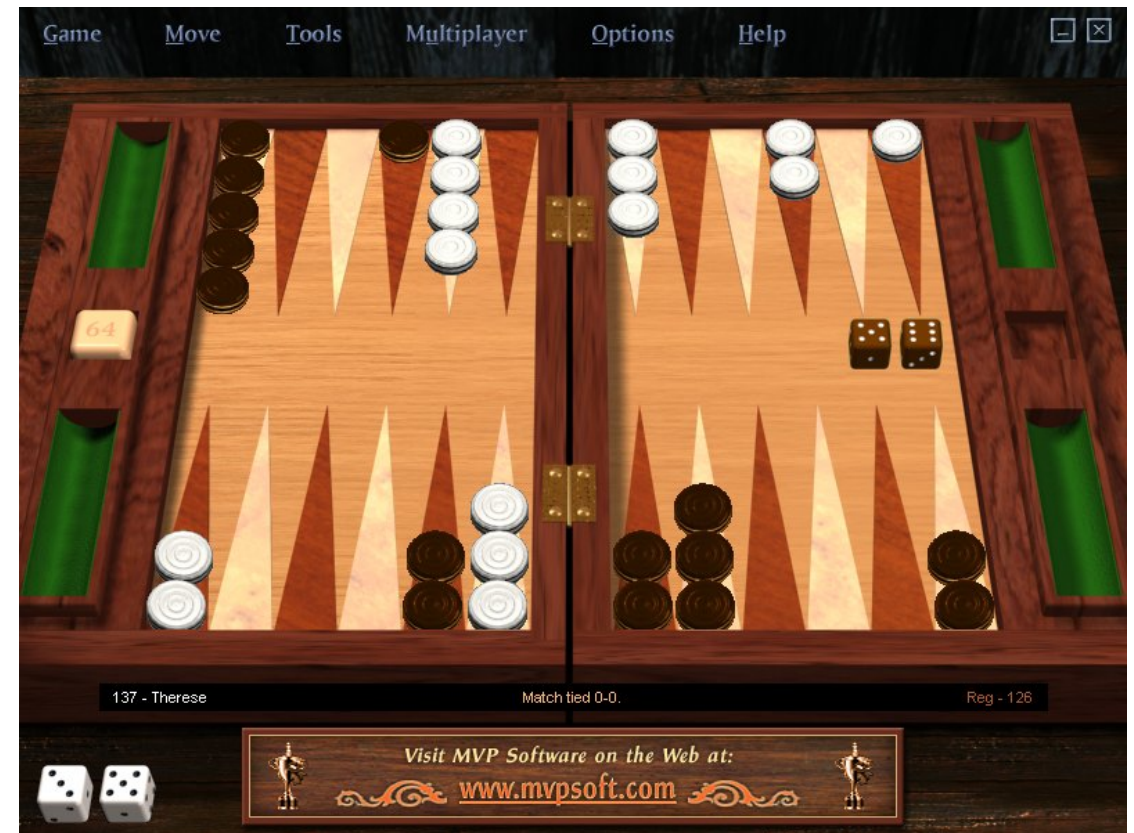 Game Move Tools Multiplayer Options Help
64
137 - Therese Match tied 0-0. Reg - 126
Visit MVP Software on the Web at:
www.mvpsoft.com